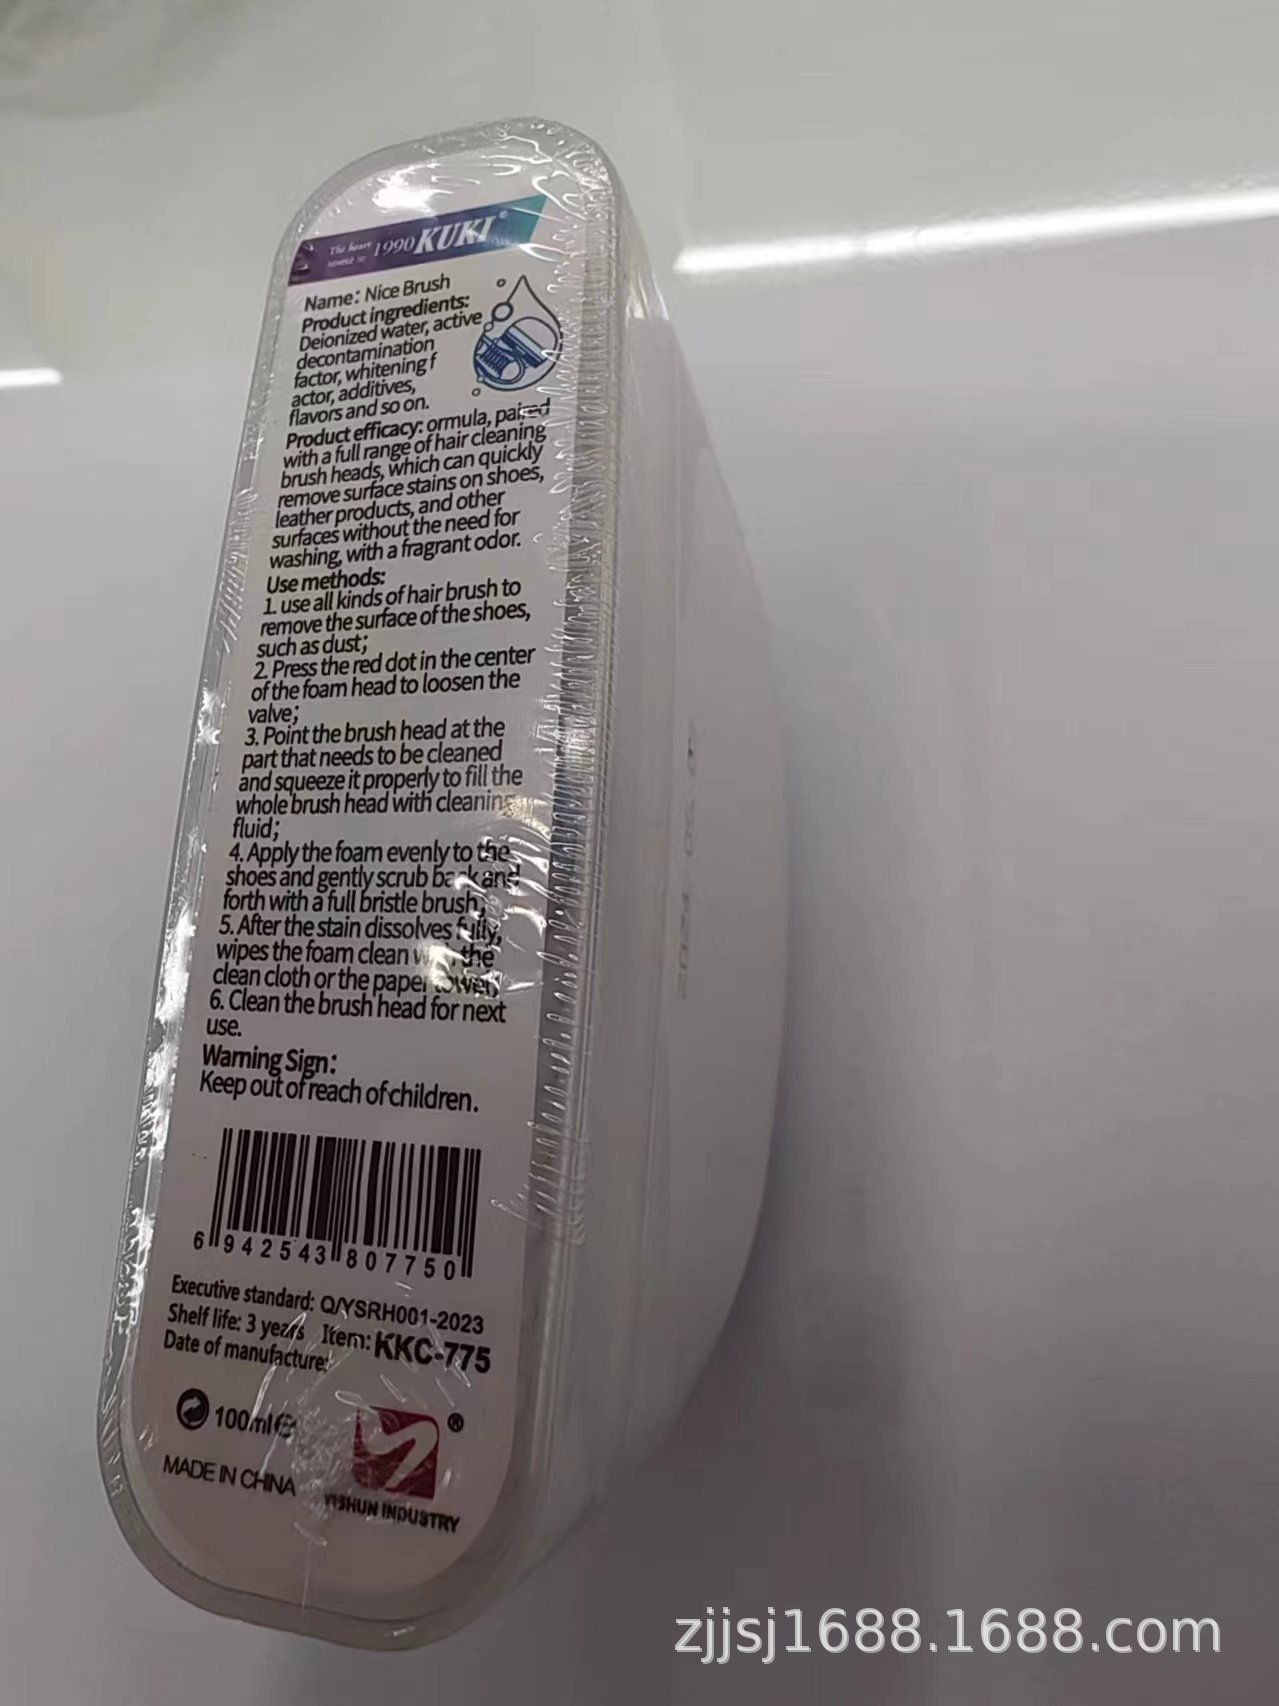 The heart
1990 KUKI®
Name: Nice Brush
Product ingredients:
Deionized water, active
decontamination
factor, whitening f
actor, additives,
flavors and so on.
Product efficacy: ormula, paired
with a full range of hair cleaning
brush heads, which can quickly
remove surface stains on shoes,
leather products, and other
surfaces without the need for
washing, with a fragrant odor.
Use methods:
1. use all kinds of hair brush to
remove the surface of the shoes,
such as dust;
2. Press the red dot in the center
of the foam head to loosen the
valve;
3. Point the brush head at the
part that needs to be cleaned
and squeeze it properly to fill the
whole brush head with cleaning
fluid;
4. Apply the foam evenly to the
shoes and gently scrub back and
forth with a full bristle brush;
5. After the stain dissolves fully,
wipes the foam clean with the
clean cloth or the paper towel;
6. Clean the brush head for next
use.
Warning Sign:
Keep out of reach of children.
6 942543 807750
Executive standard: Q/YSRH001-2023
Shelf life: 3 years Item: KKC-775
Date of manufacture:
100ml℮
®
MADE IN CHINA
YISHUN INDUSTRY
zjjsj1688.1688.com